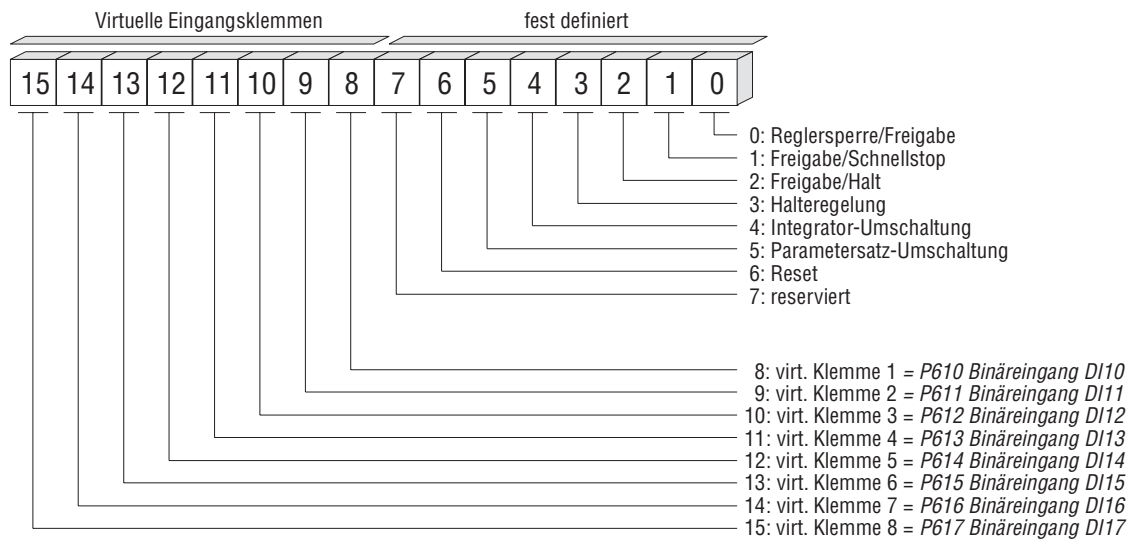 Virtuelle Eingangsklemmen fest definiert
15 14 13 12 11 10 9 8 7 6 5 4 3 2 1 0
0: Reglersperre/Freigabe
1: Freigabe/Schnellstop
2: Freigabe/Halt
3: Halteregelung
4: Integrator-Umschaltung
5: Parametersatz-Umschaltung
6: Reset
7: reserviert
8: virt. Klemme 1 = P610 Binäreingang DI10
9: virt. Klemme 2 = P611 Binäreingang DI11
10: virt. Klemme 3 = P612 Binäreingang DI12
11: virt. Klemme 4 = P613 Binäreingang DI13
12: virt. Klemme 5 = P614 Binäreingang DI14
13: virt. Klemme 6 = P615 Binäreingang DI15
14: virt. Klemme 7 = P616 Binäreingang DI16
15: virt. Klemme 8 = P617 Binäreingang DI17